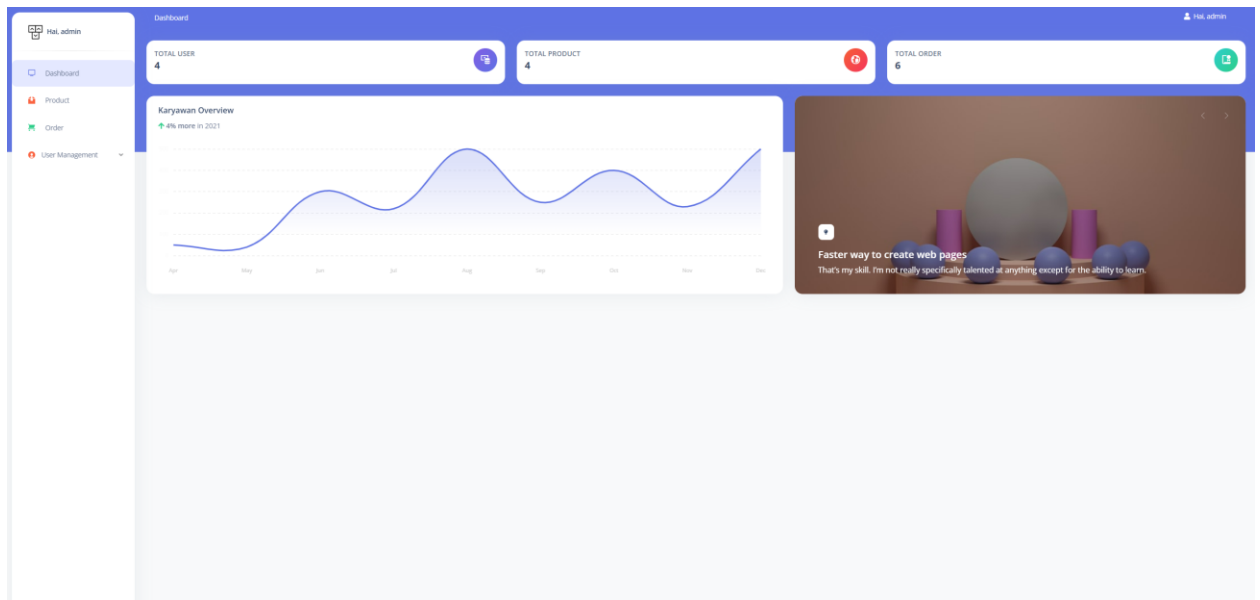 Hai, admin
Dashboard
Product
Order
User Management
Dashboard
Hai, admin
TOTAL USER
4
TOTAL PRODUCT
4
TOTAL ORDER
6
Karyawan Overview
4% more in 2021
Apr May Jun Jul Aug Sep Oct Nov Dec
Faster way to create web pages
That's my skill. I'm not really specifically talented at anything except for the ability to learn.